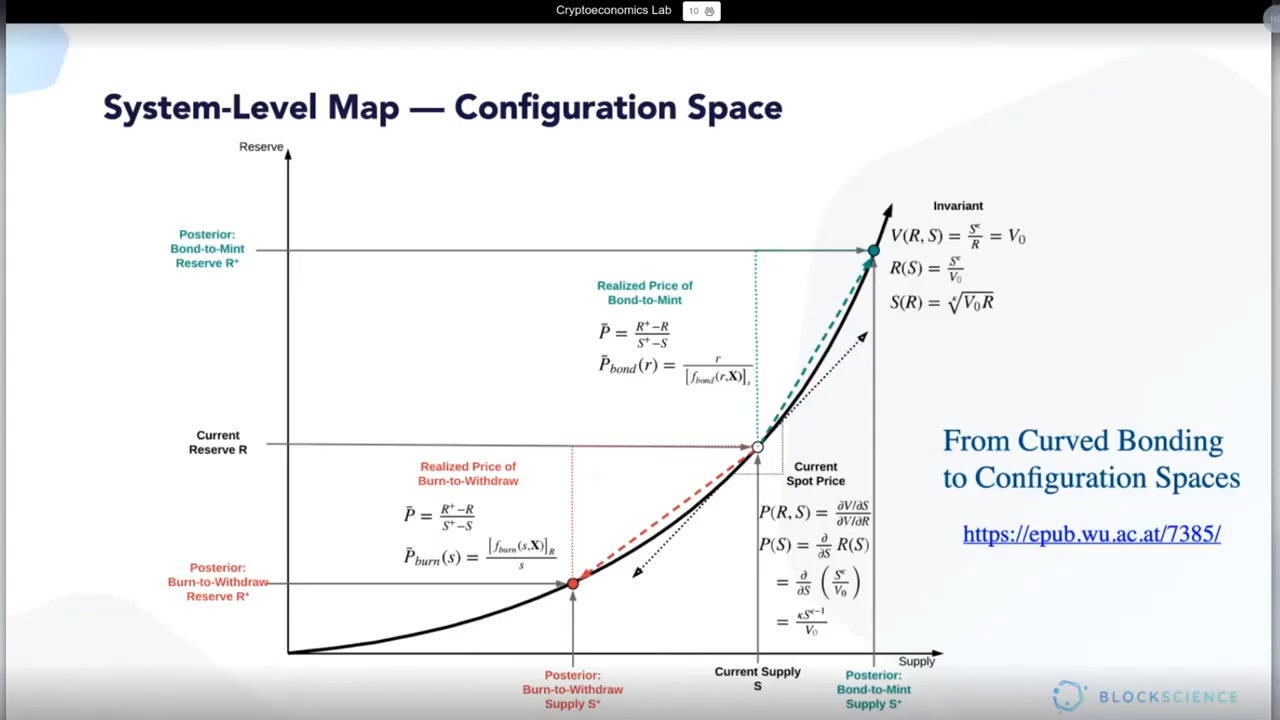 Cryptoeconomics Lab 10
System-Level Map — Configuration Space
Reserve
Invariant
V(R, S) = S^κ/R = V₀
R(S) = S^κ/V₀
S(R) = ᵏ√V₀R
Posterior:
Bond-to-Mint
Reserve R⁺
Realized Price of
Bond-to-Mint
P̄ = R⁺−R/S⁺−S
P̄bond(r) = r/[fbond(r,X)]s
Current
Reserve R
Realized Price of
Burn-to-Withdraw
P̄ = R⁺−R/S⁺−S
P̄burn(s) = [fburn(s,X)]R/s
Current
Spot Price
P(R, S) = ∂V/∂S/∂V/∂R
P(S) = ∂/∂S R(S)
= ∂/∂S (S^κ/V₀)
= κS^κ−1/V₀
From Curved Bonding
to Configuration Spaces
https://epub.wu.ac.at/7385/
Posterior:
Burn-to-Withdraw
Reserve R⁺
Supply
Posterior:
Burn-to-Withdraw
Supply S⁺
Current Supply
S
Posterior:
Bond-to-Mint
Supply S⁺
BLOCKSCIENCE